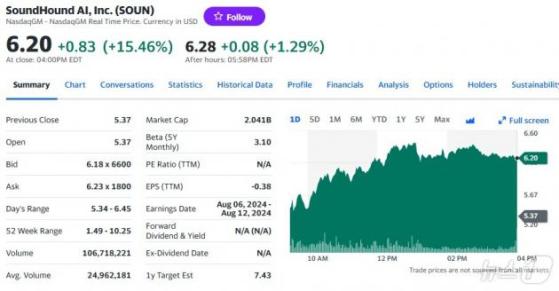 SoundHound AI, Inc. (SOUN)
NasdaqGM - NasdaqGM Real Time Price. Currency in USD
Follow
6.20 +0.83 (+15.46%)
At close: 04:00PM EDT
6.28 +0.08 (+1.29%)
After hours: 05:58PM EDT
Summary Chart Conversations Statistics Historical Data Profile Financials Analysis Options Holders Sustainability
Previous Close 5.37
Open 5.37
Bid 6.18 x 6600
Ask 6.23 x 1800
Day's Range 5.34 - 6.45
52 Week Range 1.49 - 10.25
Volume 106,718,221
Avg. Volume 24,962,181
Market Cap 2.041B
Beta (5Y Monthly) 3.10
PE Ratio (TTM) N/A
EPS (TTM) -0.38
Earnings Date Aug 06, 2024 - Aug 12, 2024
Forward Dividend & Yield N/A (N/A)
Ex-Dividend Date N/A
1y Target Est 7.43
1D 5D 1M 6M YTD 1Y 5Y Max
Full screen
6.60
6.20
5.37
5.20
10 AM 12 PM 02 PM 04 PM
Trade prices are not sourced from all markets